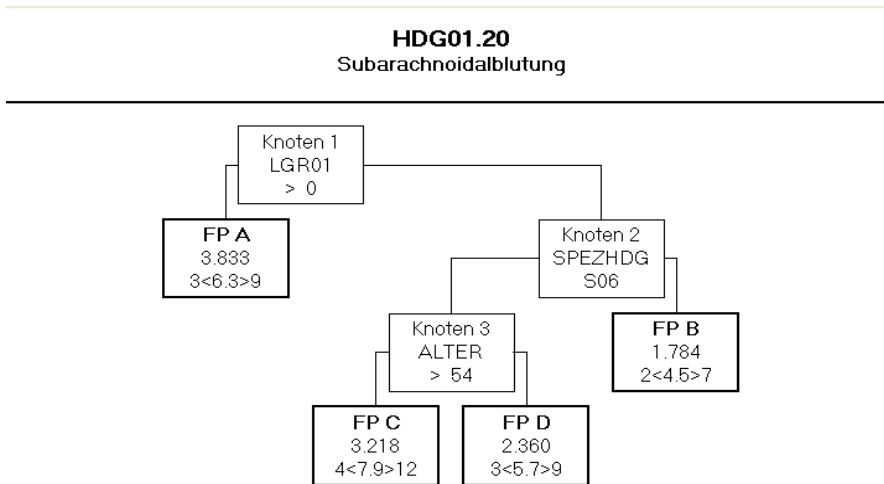 HDG01.20
Subarachnoidalblutung
Knoten 1
LGR01
> 0
FP A
3.833
3<6.3>9
Knoten 2
SPEZHDG
S06
Knoten 3
ALTER
> 54
FP B
1.784
2<4.5>7
FP C
3.218
4<7.9>12
FP D
2.360
3<5.7>9